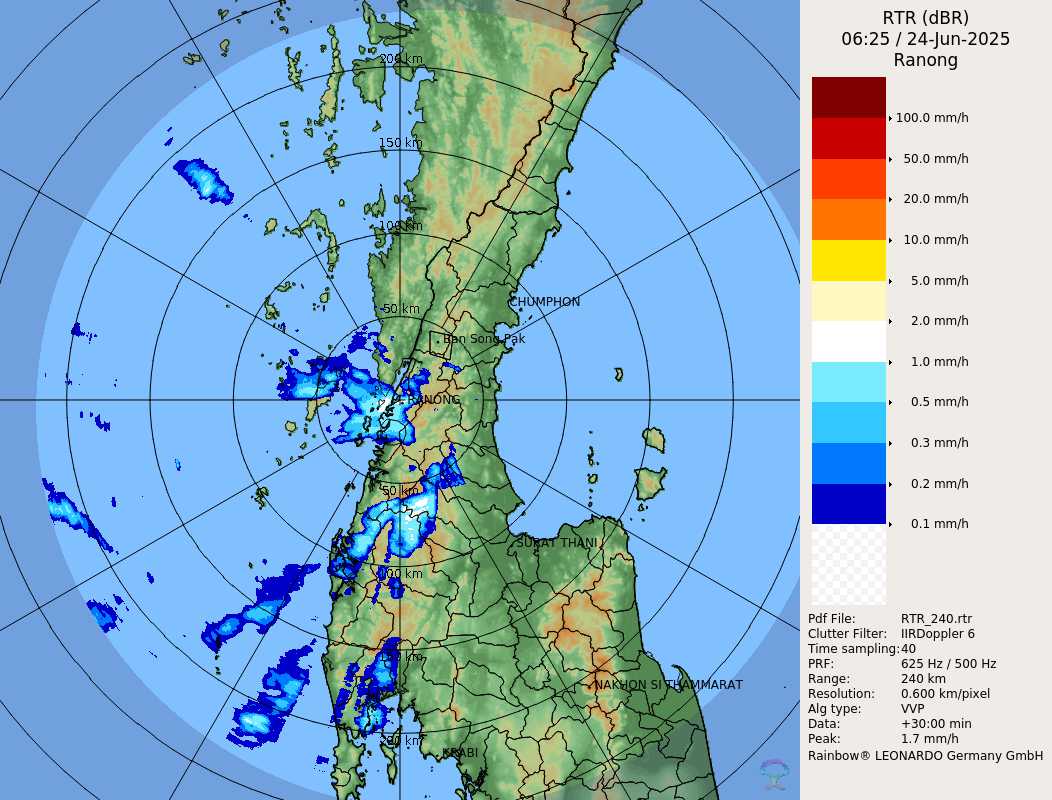 RTR (dBR)
06:25 / 24-Jun-2025
Ranong
100.0 mm/h
50.0 mm/h
20.0 mm/h
10.0 mm/h
5.0 mm/h
2.0 mm/h
1.0 mm/h
0.5 mm/h
0.3 mm/h
0.2 mm/h
0.1 mm/h
Pdf File: RTR_240.rtr
Clutter Filter: IIRDoppler 6
Time sampling: 40
PRF: 625 Hz / 500 Hz
Range: 240 km
Resolution: 0.600 km/pixel
Alg type: VVP
Data: +30:00 min
Peak: 1.7 mm/h
Rainbow® LEONARDO Germany GmbH
200 km
150 km
100 km
50 km
CHUMPHON
Ban Song Pak
RANONG
50 km
SURAT THANI
100 km
150 km
NAKHON SI THAMMARAT
200 km
KRABI